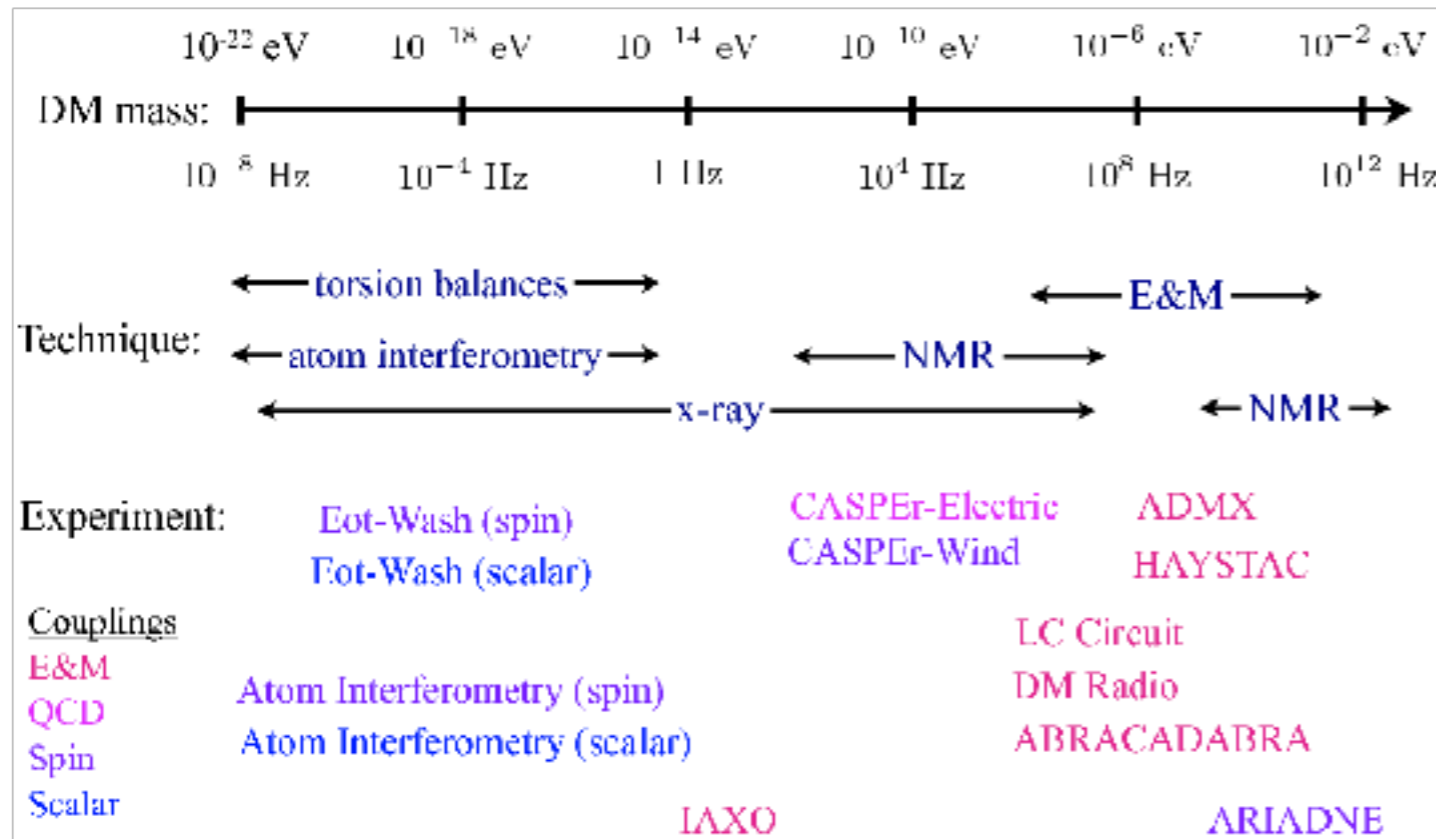 10⁻²² eV 10⁻¹⁸ eV 10⁻¹⁴ eV 10⁻¹⁰ eV 10⁻⁶ eV 10⁻² eV
DM mass:
10⁻⁸ Hz 10⁻⁴ Hz 1 Hz 10⁴ Hz 10⁸ Hz 10¹² Hz
torsion balances E&M
Technique:
atom interferometry NMR
x-ray NMR
Experiment:
Eot-Wash (spin) CASPEr-Electric ADMX
Eot-Wash (scalar) CASPEr-Wind HAYSTAC
Couplings
E&M
QCD
Spin
Scalar
LC Circuit
Atom Interferometry (spin) DM Radio
Atom Interferometry (scalar) ABRACADABRA
IAXO ARIADNE